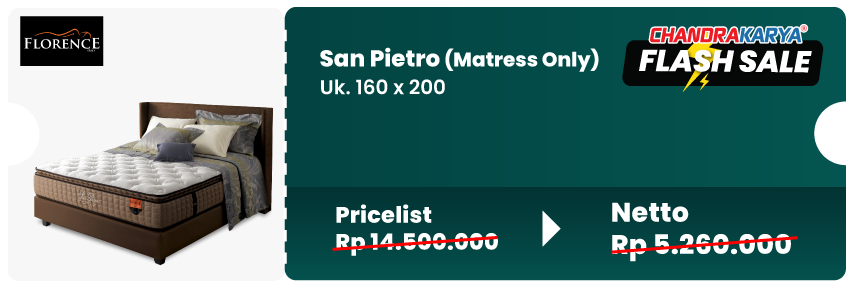 FLORENCE
San Pietro (Matress Only)
Uk. 160 x 200
CHANDRAKARYA®
FLASH SALE
Pricelist
Rp 14.500.000
Netto
Rp 5.260.000